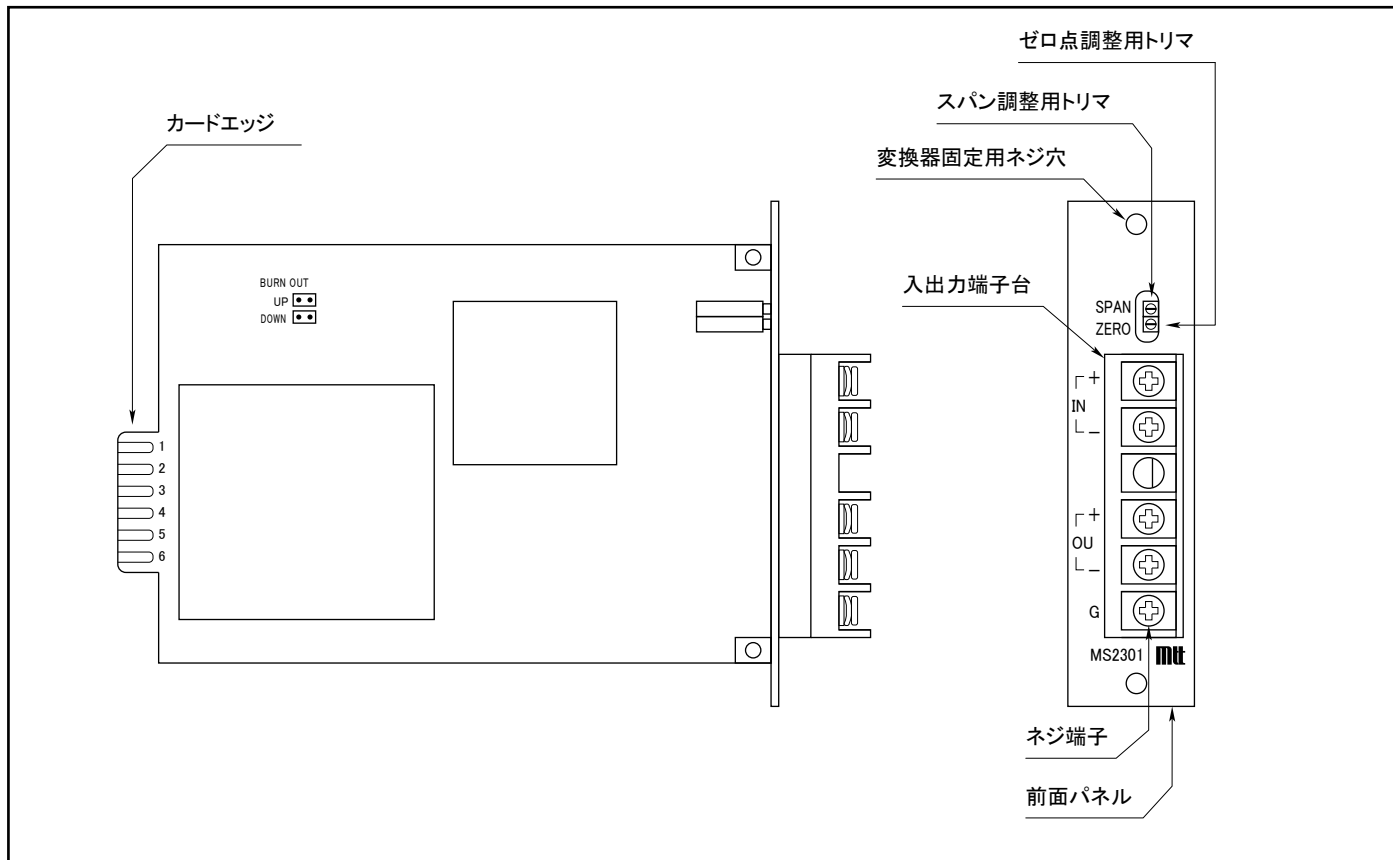 ゼロ点調整用トリマ
スパン調整用トリマ
カードエッジ
変換器固定用ネジ穴
入出力端子台
BURN OUT
UP
DOWN
SPAN
ZERO
+
IN
−
+
OU
−
G
1
2
3
4
5
6
MS2301 mtt
ネジ端子
前面パネル